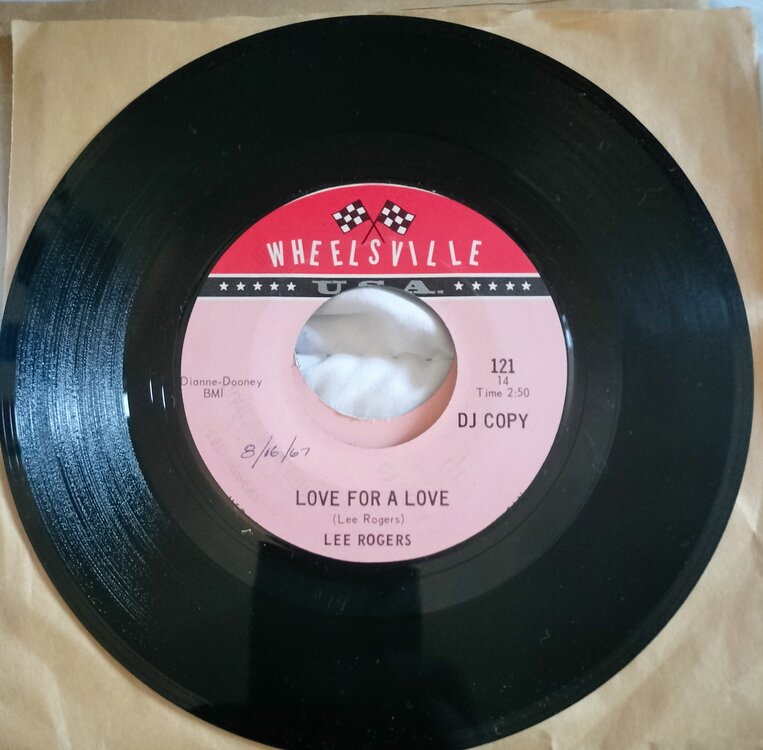 WHEELSVILLE
U.S.A.
Dianne-Dooney
BMI
121
14
Time 2:50
DJ COPY
8/16/67
LOVE FOR A LOVE
(Lee Rogers)
LEE ROGERS